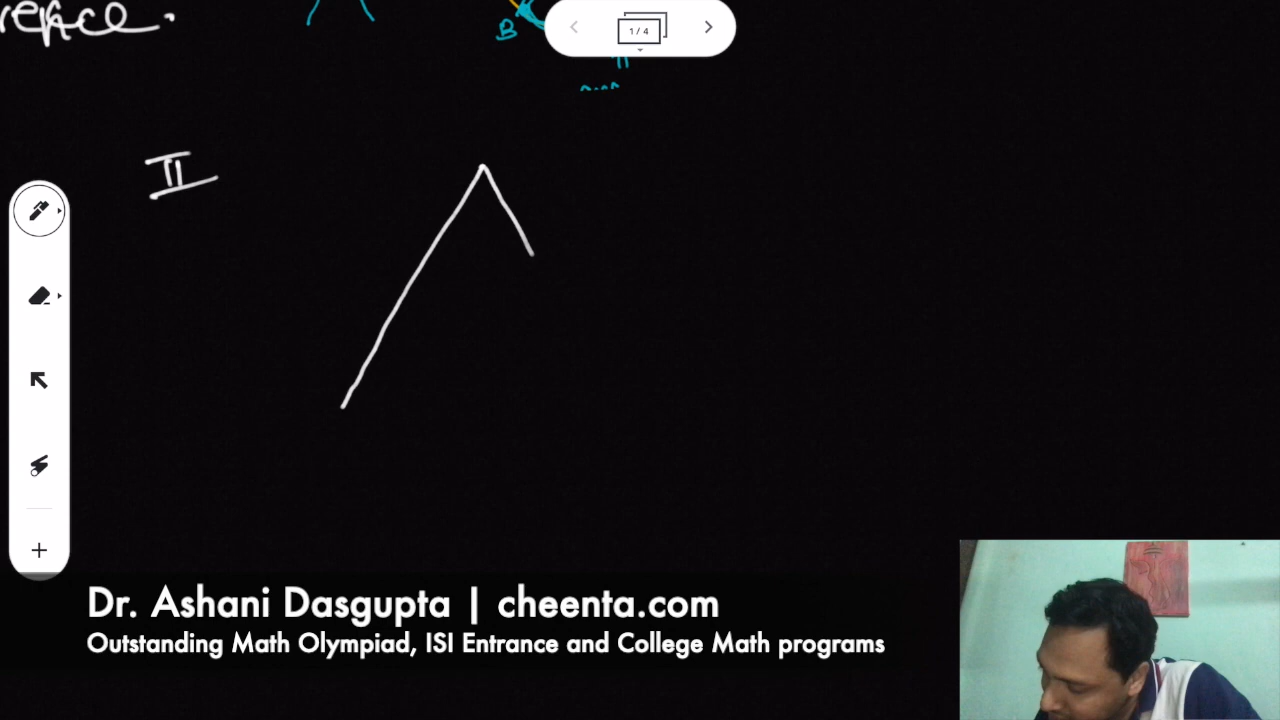 B
1 / 4
II
Dr. Ashani Dasgupta | cheenta.com
Outstanding Math Olympiad, ISI Entrance and College Math programs